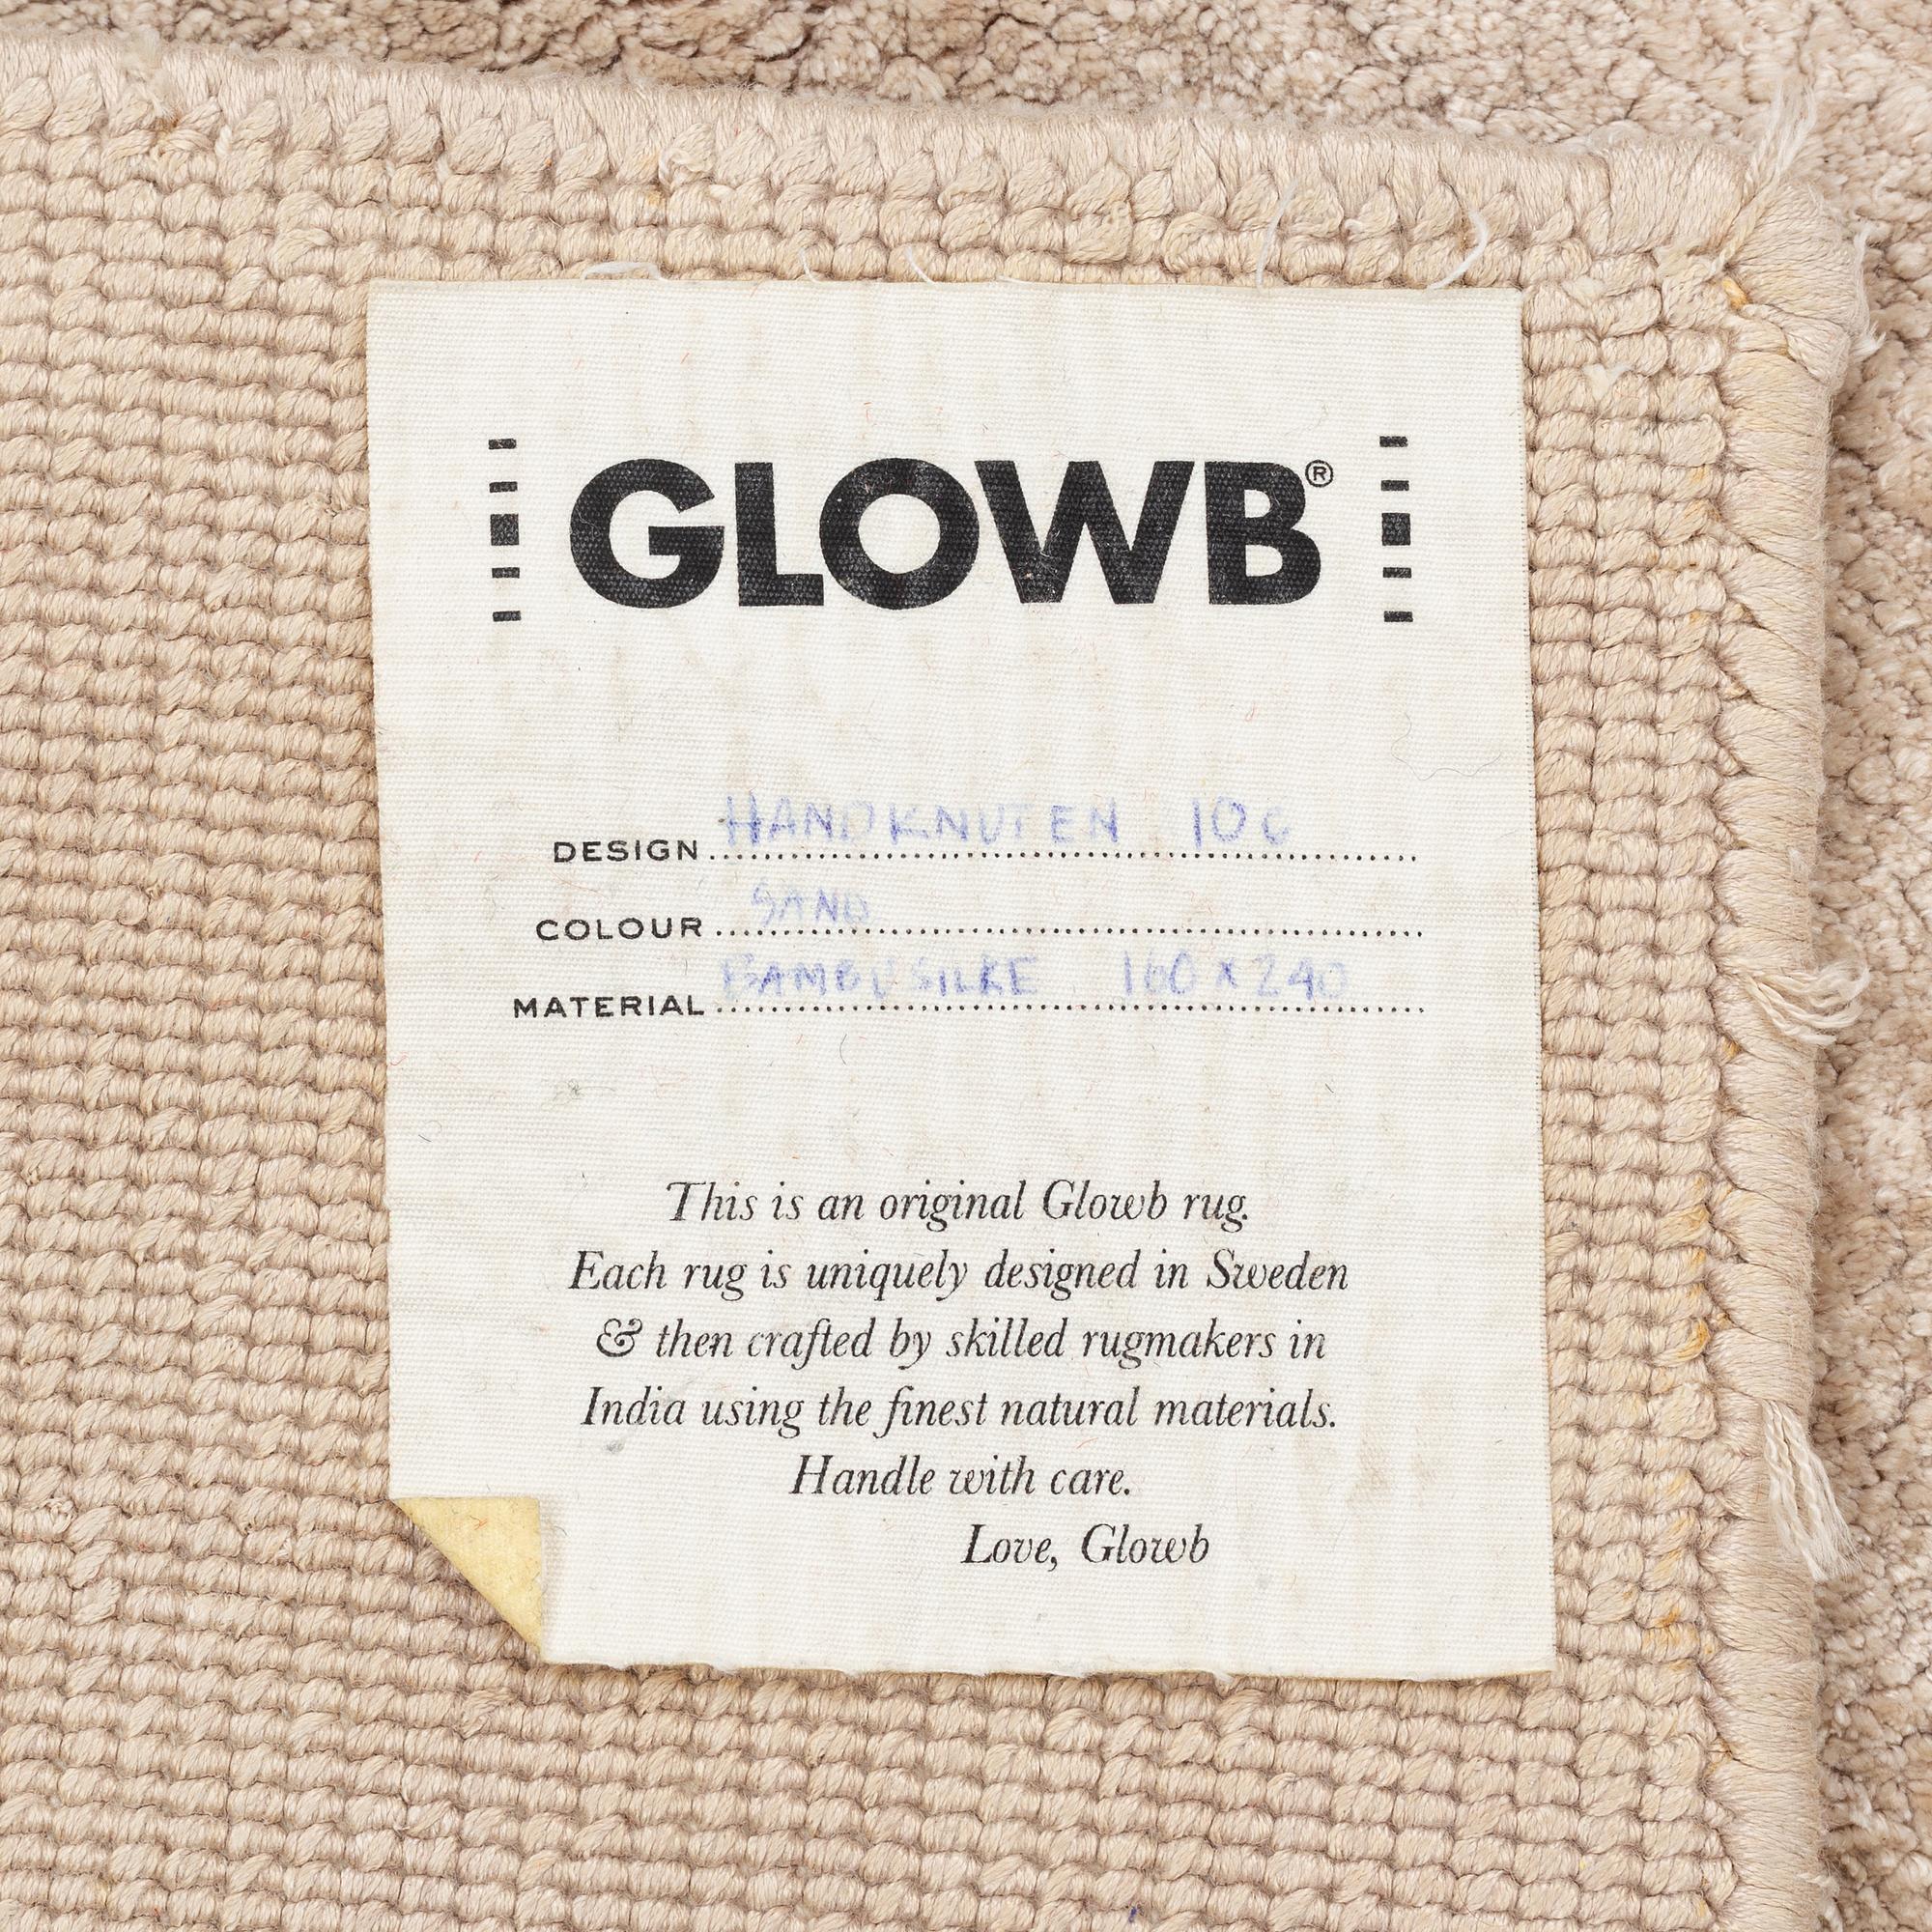 GLOWB®
DESIGN HANDKNUTEN
COLOUR SAND
MATERIAL BAMBUSILKE 160 x 240
This is an original Glowb rug.
Each rug is uniquely designed in Sweden
& then crafted by skilled rugmakers in
India using the finest natural materials.
Handle with care.
Love, Glowb